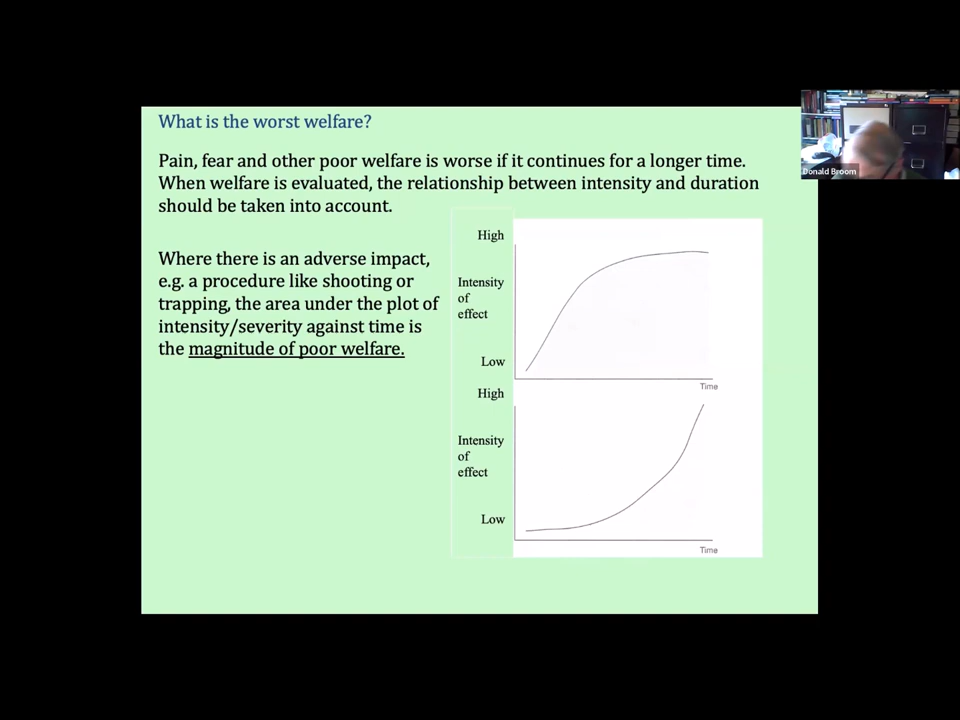 What is the worst welfare?
Pain, fear and other poor welfare is worse if it continues for a longer time.
When welfare is evaluated, the relationship between intensity and duration
should be taken into account.
Where there is an adverse impact,
e.g. a procedure like shooting or
trapping, the area under the plot of
intensity/severity against time is
the magnitude of poor welfare.
High
Intensity
of
effect
Low
Time
High
Intensity
of
effect
Low
Time
Donald Broom